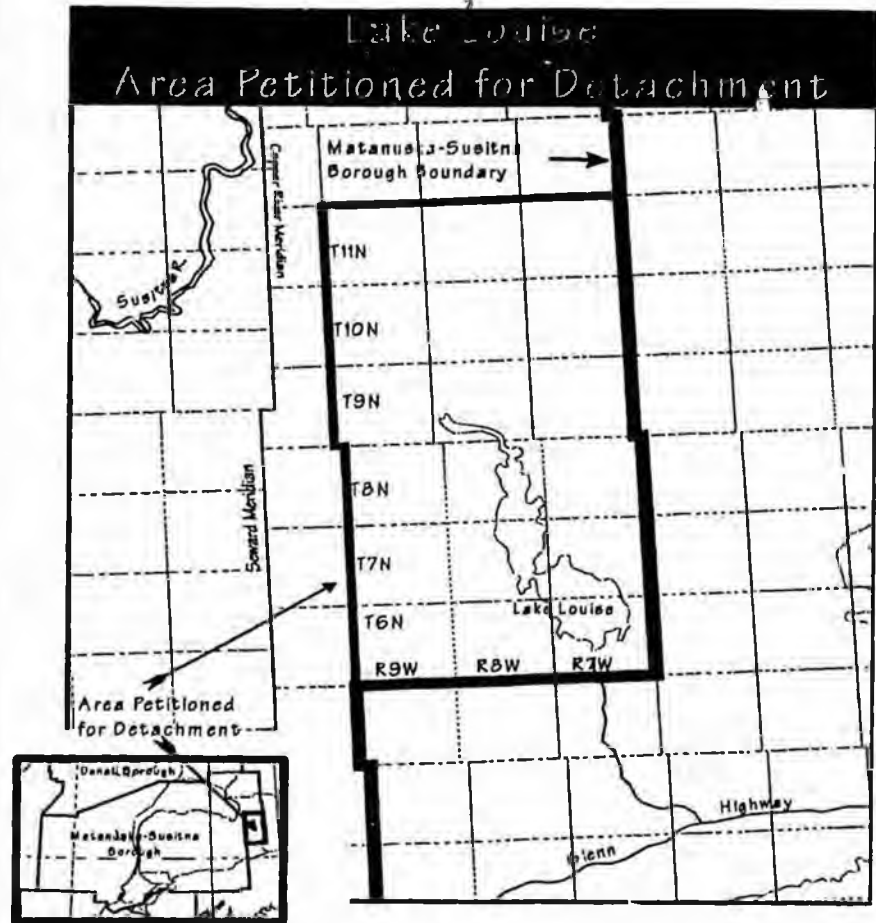 Lake Louise
Area Petitioned for Detachment
Matanuska-Susitna
Borough Boundary
Copper River Meridian
Susitna R.
T11N
T10N
T9N
Seward Meridian
T8N
T7N
Lake Louise
T6N
R9W R8W R7W
Area Petitioned
for Detachment
Denali Borough
Matanuska-Susitna
Borough
Glenn Highway